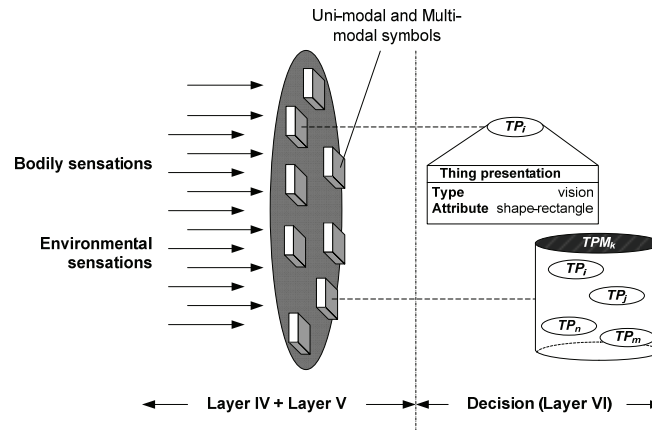 Uni-modal and Multi-
modal symbols
Bodily sensations
Environmental
sensations
TPi
Thing presentation
Type vision
Attribute shape-rectangle
TPMk
TPi
TPj
TPn
TPm
Layer IV + Layer V
Decision (Layer VI)